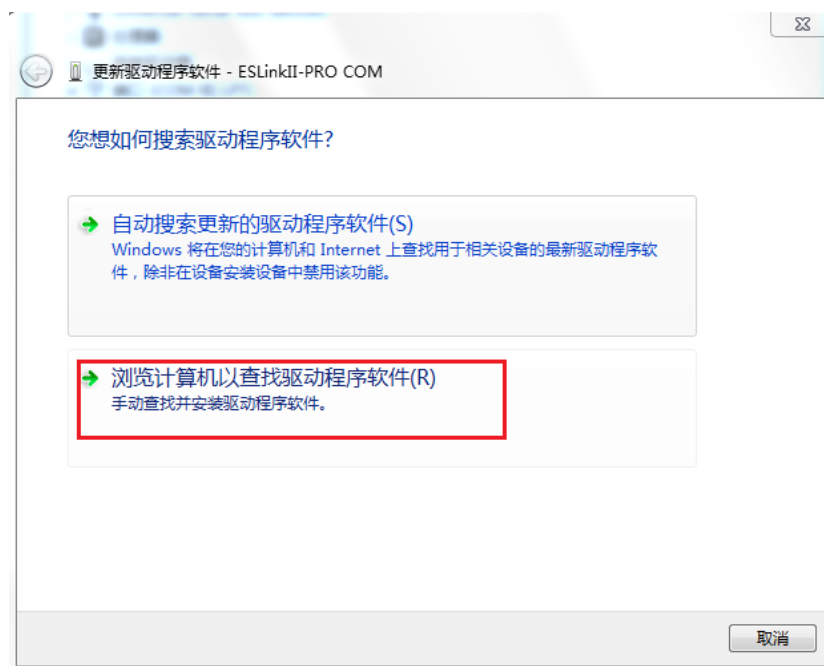 更新驱动程序软件 - ESLinkII-PRO COM
您想如何搜索驱动程序软件?
自动搜索更新的驱动程序软件(S)
Windows 将在您的计算机和 Internet 上查找用于相关设备的最新驱动程序软
件，除非在设备安装设备中禁用该功能。
浏览计算机以查找驱动程序软件(R)
手动查找并安装驱动程序软件。
取消